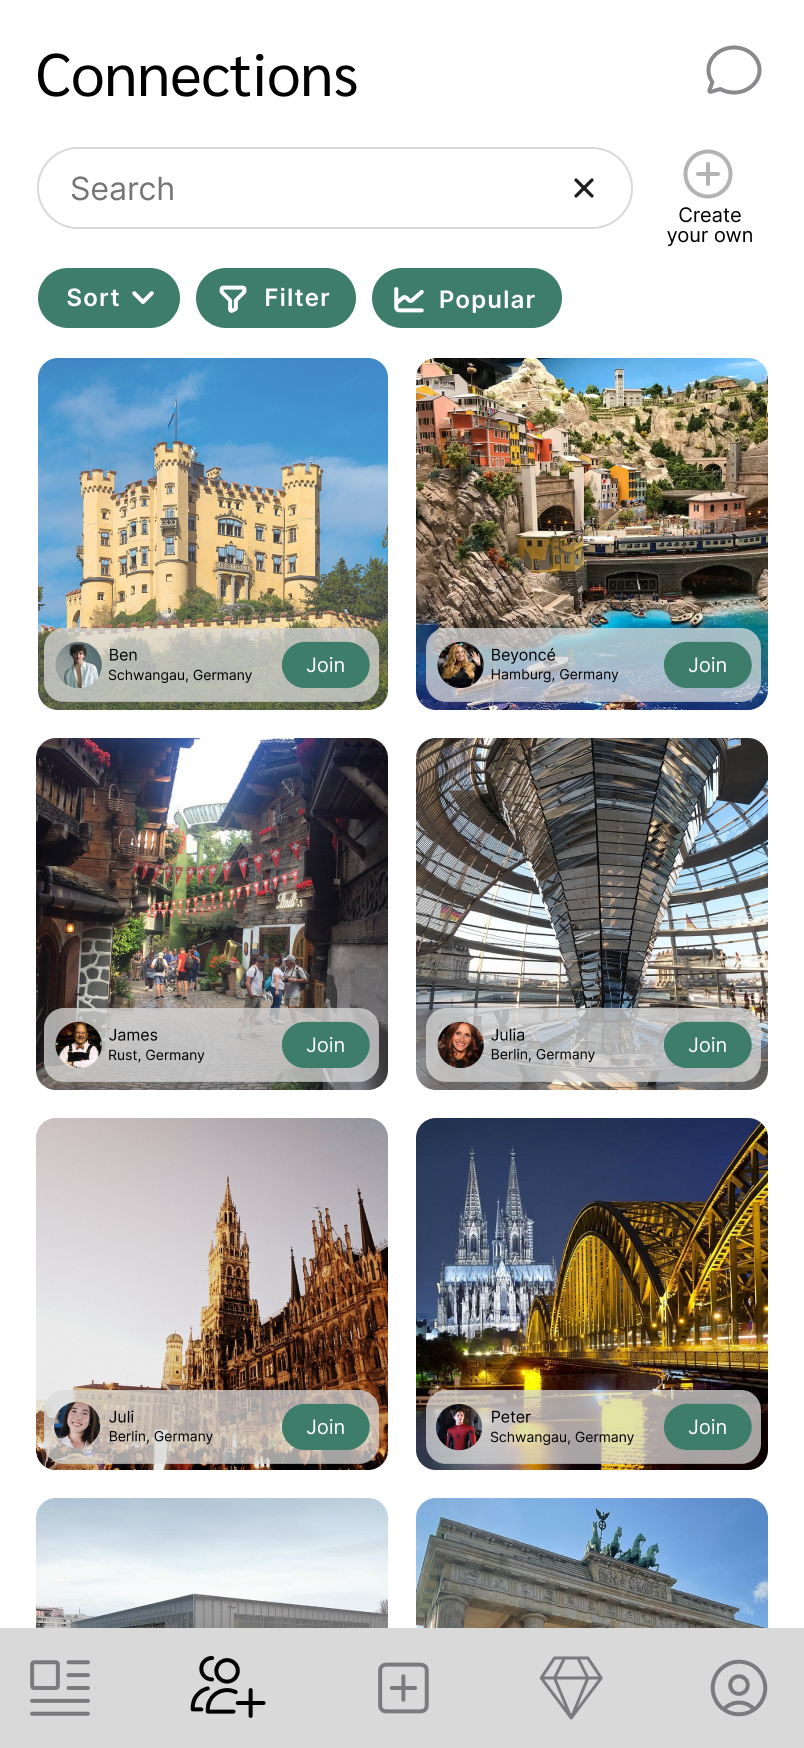 Connections
Search
Create
your own
Sort
Filter
Popular
Ben
Schwangau, Germany
Join
Beyoncé
Hamburg, Germany
Join
James
Rust, Germany
Join
Julia
Berlin, Germany
Join
Juli
Berlin, Germany
Join
Peter
Schwangau, Germany
Join